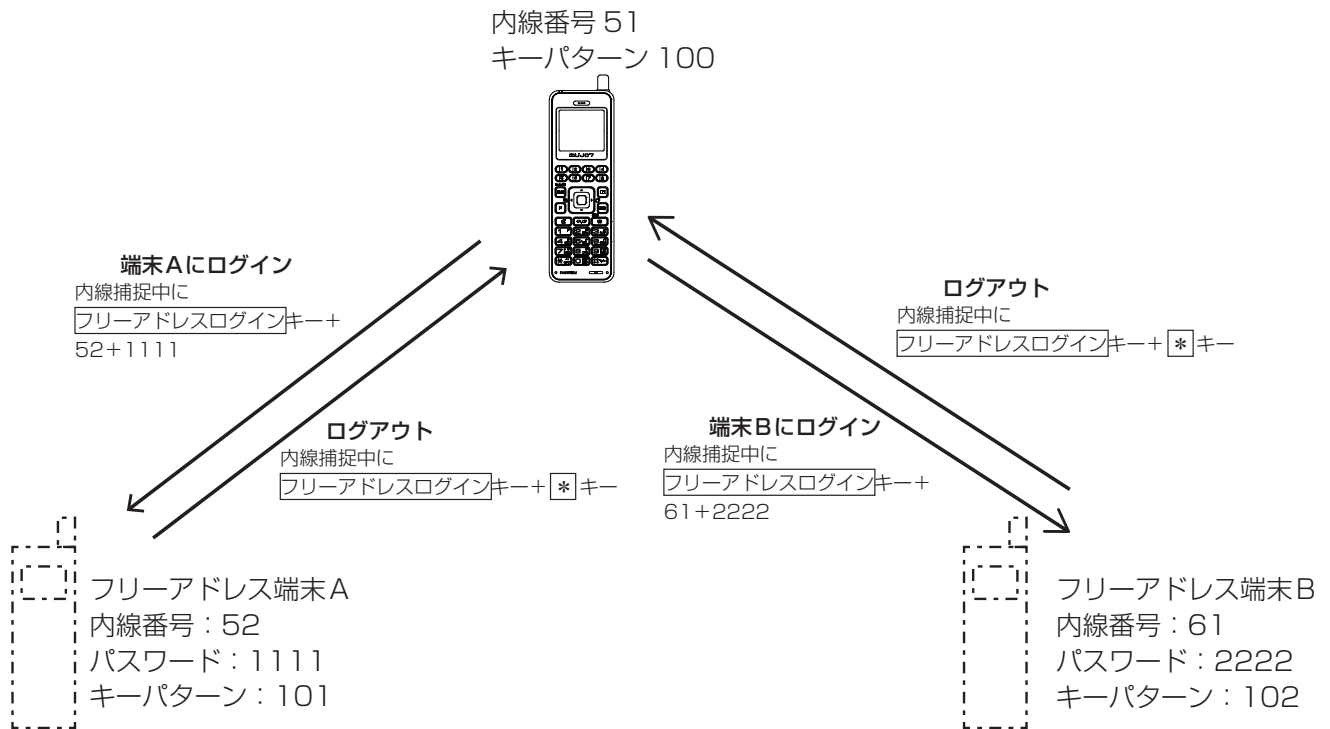 内線番号 51
キーパターン 100
端末Aにログイン
内線捕捉中に
フリーアドレスログインキー＋
52＋1111
ログアウト
内線捕捉中に
フリーアドレスログインキー＋＊キー
ログアウト
内線捕捉中に
フリーアドレスログインキー＋＊キー
端末Bにログイン
内線捕捉中に
フリーアドレスログインキー＋
61＋2222
フリーアドレス端末A
内線番号：52
パスワード：1111
キーパターン：101
フリーアドレス端末B
内線番号：61
パスワード：2222
キーパターン：102